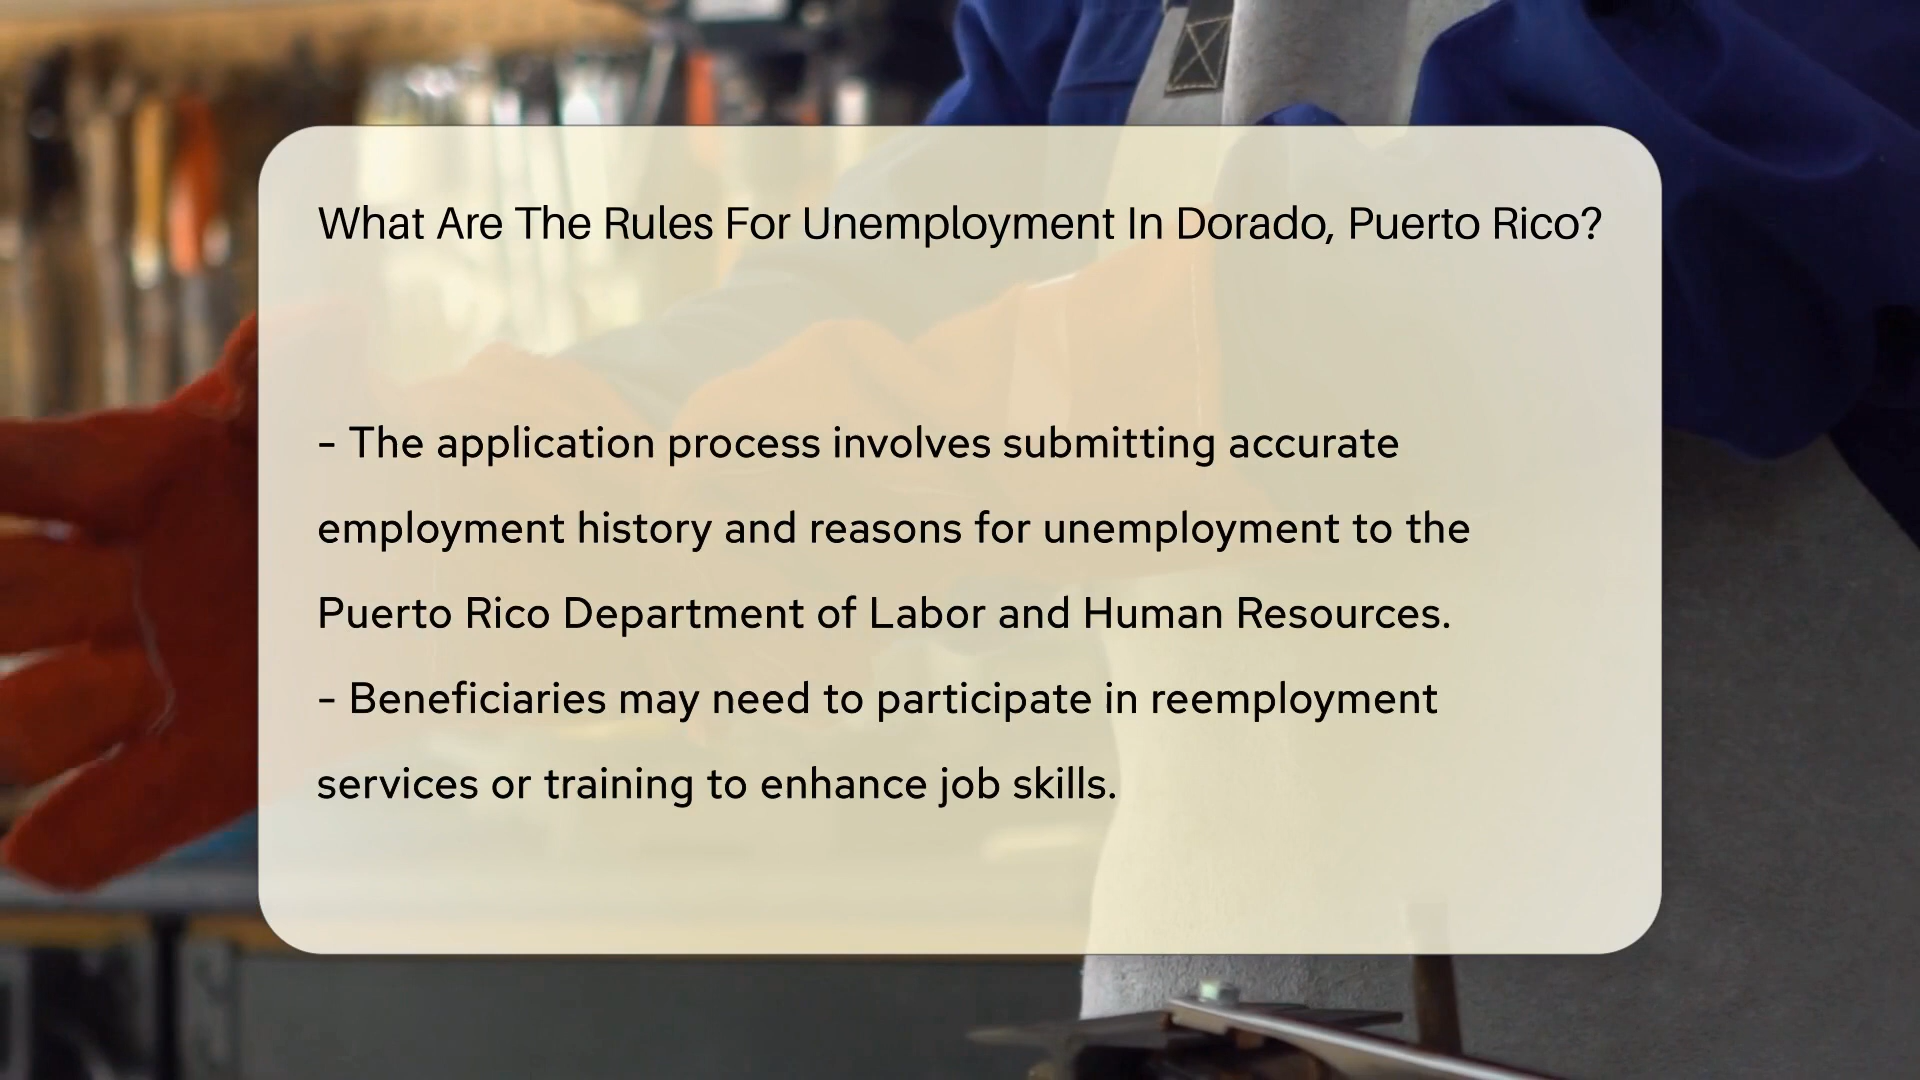 What Are The Rules For Unemployment In Dorado, Puerto Rico?
- The application process involves submitting accurate
employment history and reasons for unemployment to the
Puerto Rico Department of Labor and Human Resources.
- Beneficiaries may need to participate in reemployment
services or training to enhance job skills.